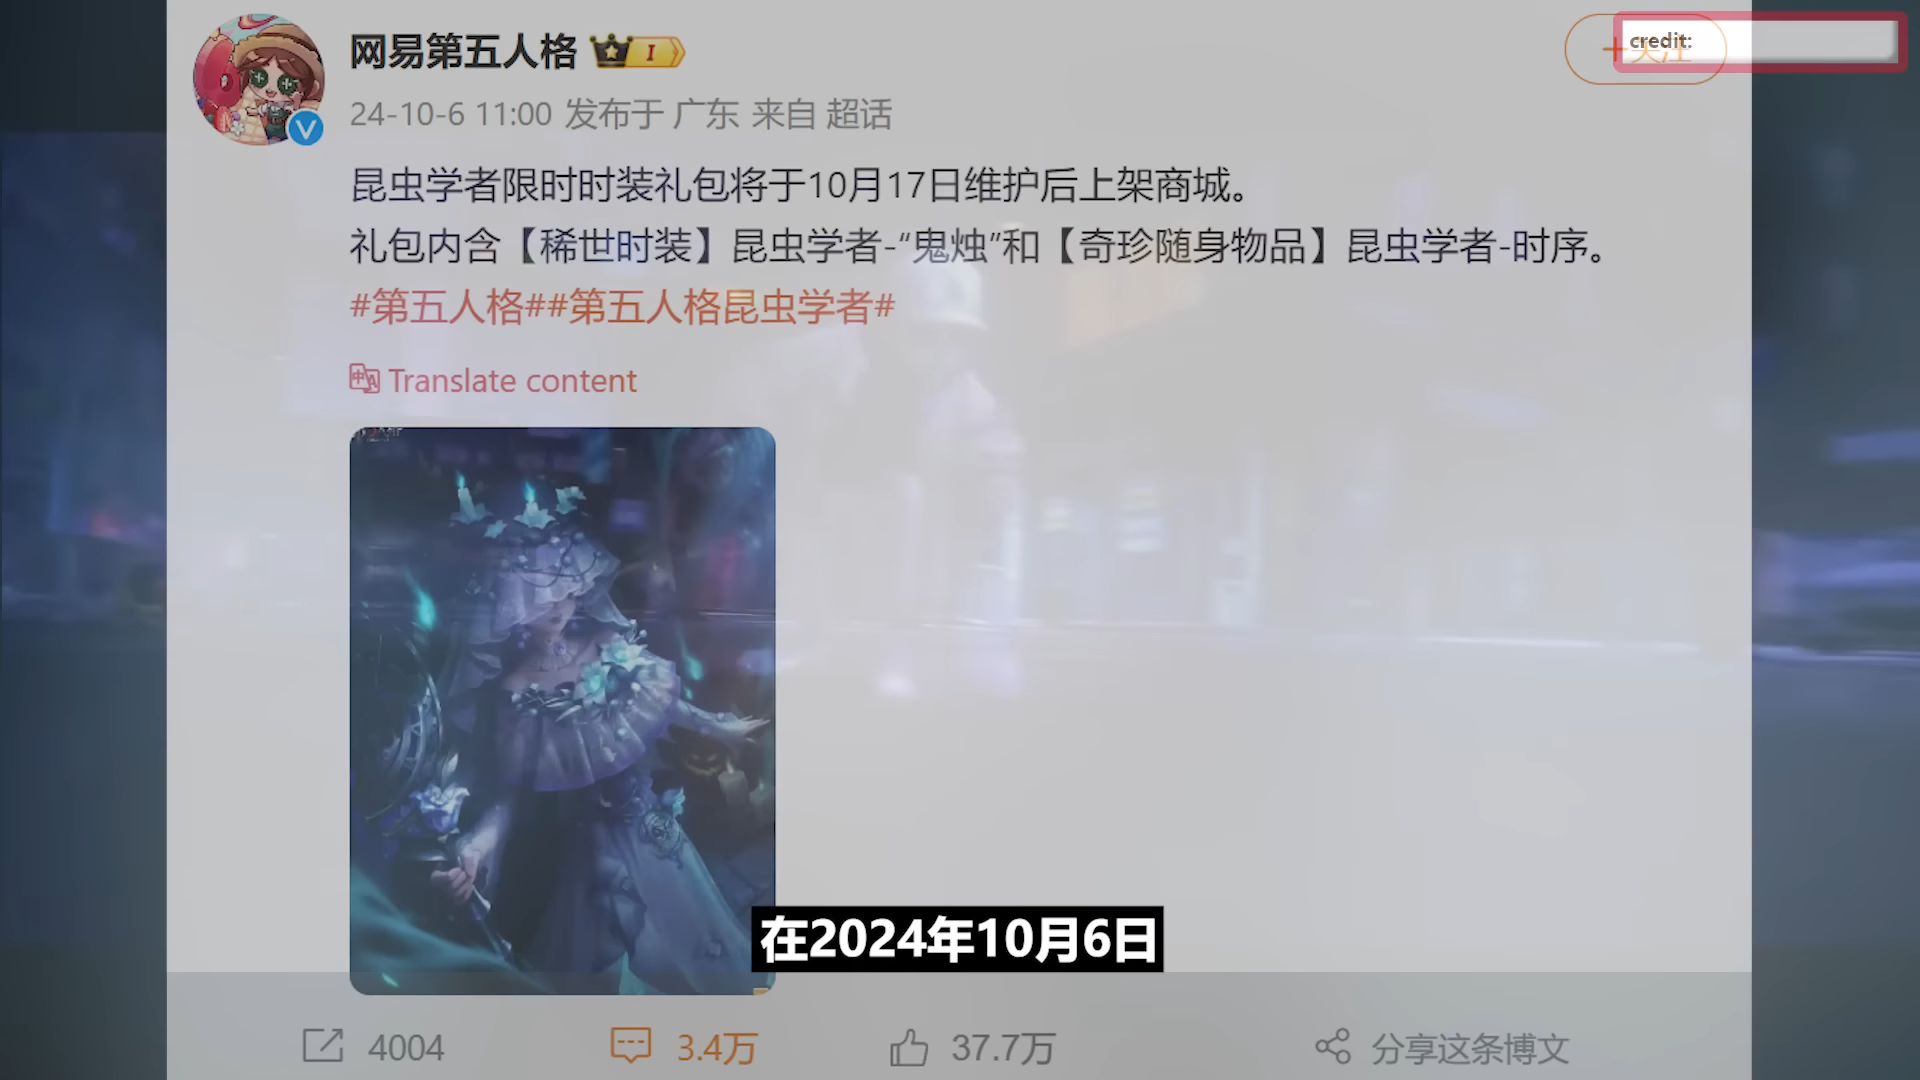 网易第五人格
I
24-10-6 11:00 发布于 广东 来自 超话
+关注
credit:
昆虫学者限时时装礼包将于10月17日维护后上架商城。
礼包内含【稀世时装】昆虫学者-“鬼烛”和【奇珍随身物品】昆虫学者-时序。
#第五人格##第五人格昆虫学者#
Translate content
在2024年10月6日
4004
3.4万
37.7万
分享这条博文